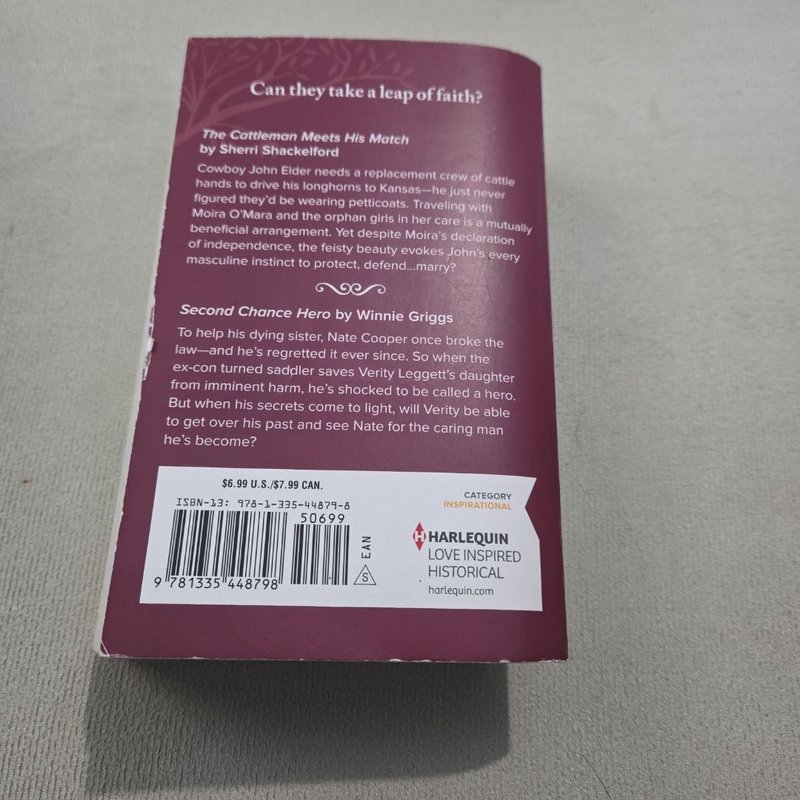 Can they take a leap of faith?
The Cattleman Meets His Match
by Sherri Shackelford
Cowboy John Elder needs a replacement crew of cattle
hands to drive his longhorns to Kansas—he just never
figured they'd be wearing petticoats. Traveling with
Moira O'Mara and the orphan girls in her care is a mutually
beneficial arrangement. Yet despite Moira's declaration
of independence, the feisty beauty evokes John's every
masculine instinct to protect, defend...marry?
Second Chance Hero by Winnie Griggs
To help his dying sister, Nate Cooper once broke the
law—and he's regretted it ever since. So when the
ex-con turned saddler saves Verity Leggett's daughter
from imminent harm, he's shocked to be called a hero.
But when his secrets come to light, will Verity be able
to get over his past and see Nate for the caring man
he's become?
$6.99 U.S./$7.99 CAN.
ISBN-13: 978-1-335-44879-8
50699
9 781335 448798
EAN
S
CATEGORY
INSPIRATIONAL
H HARLEQUIN
LOVE INSPIRED
HISTORICAL
harlequin.com